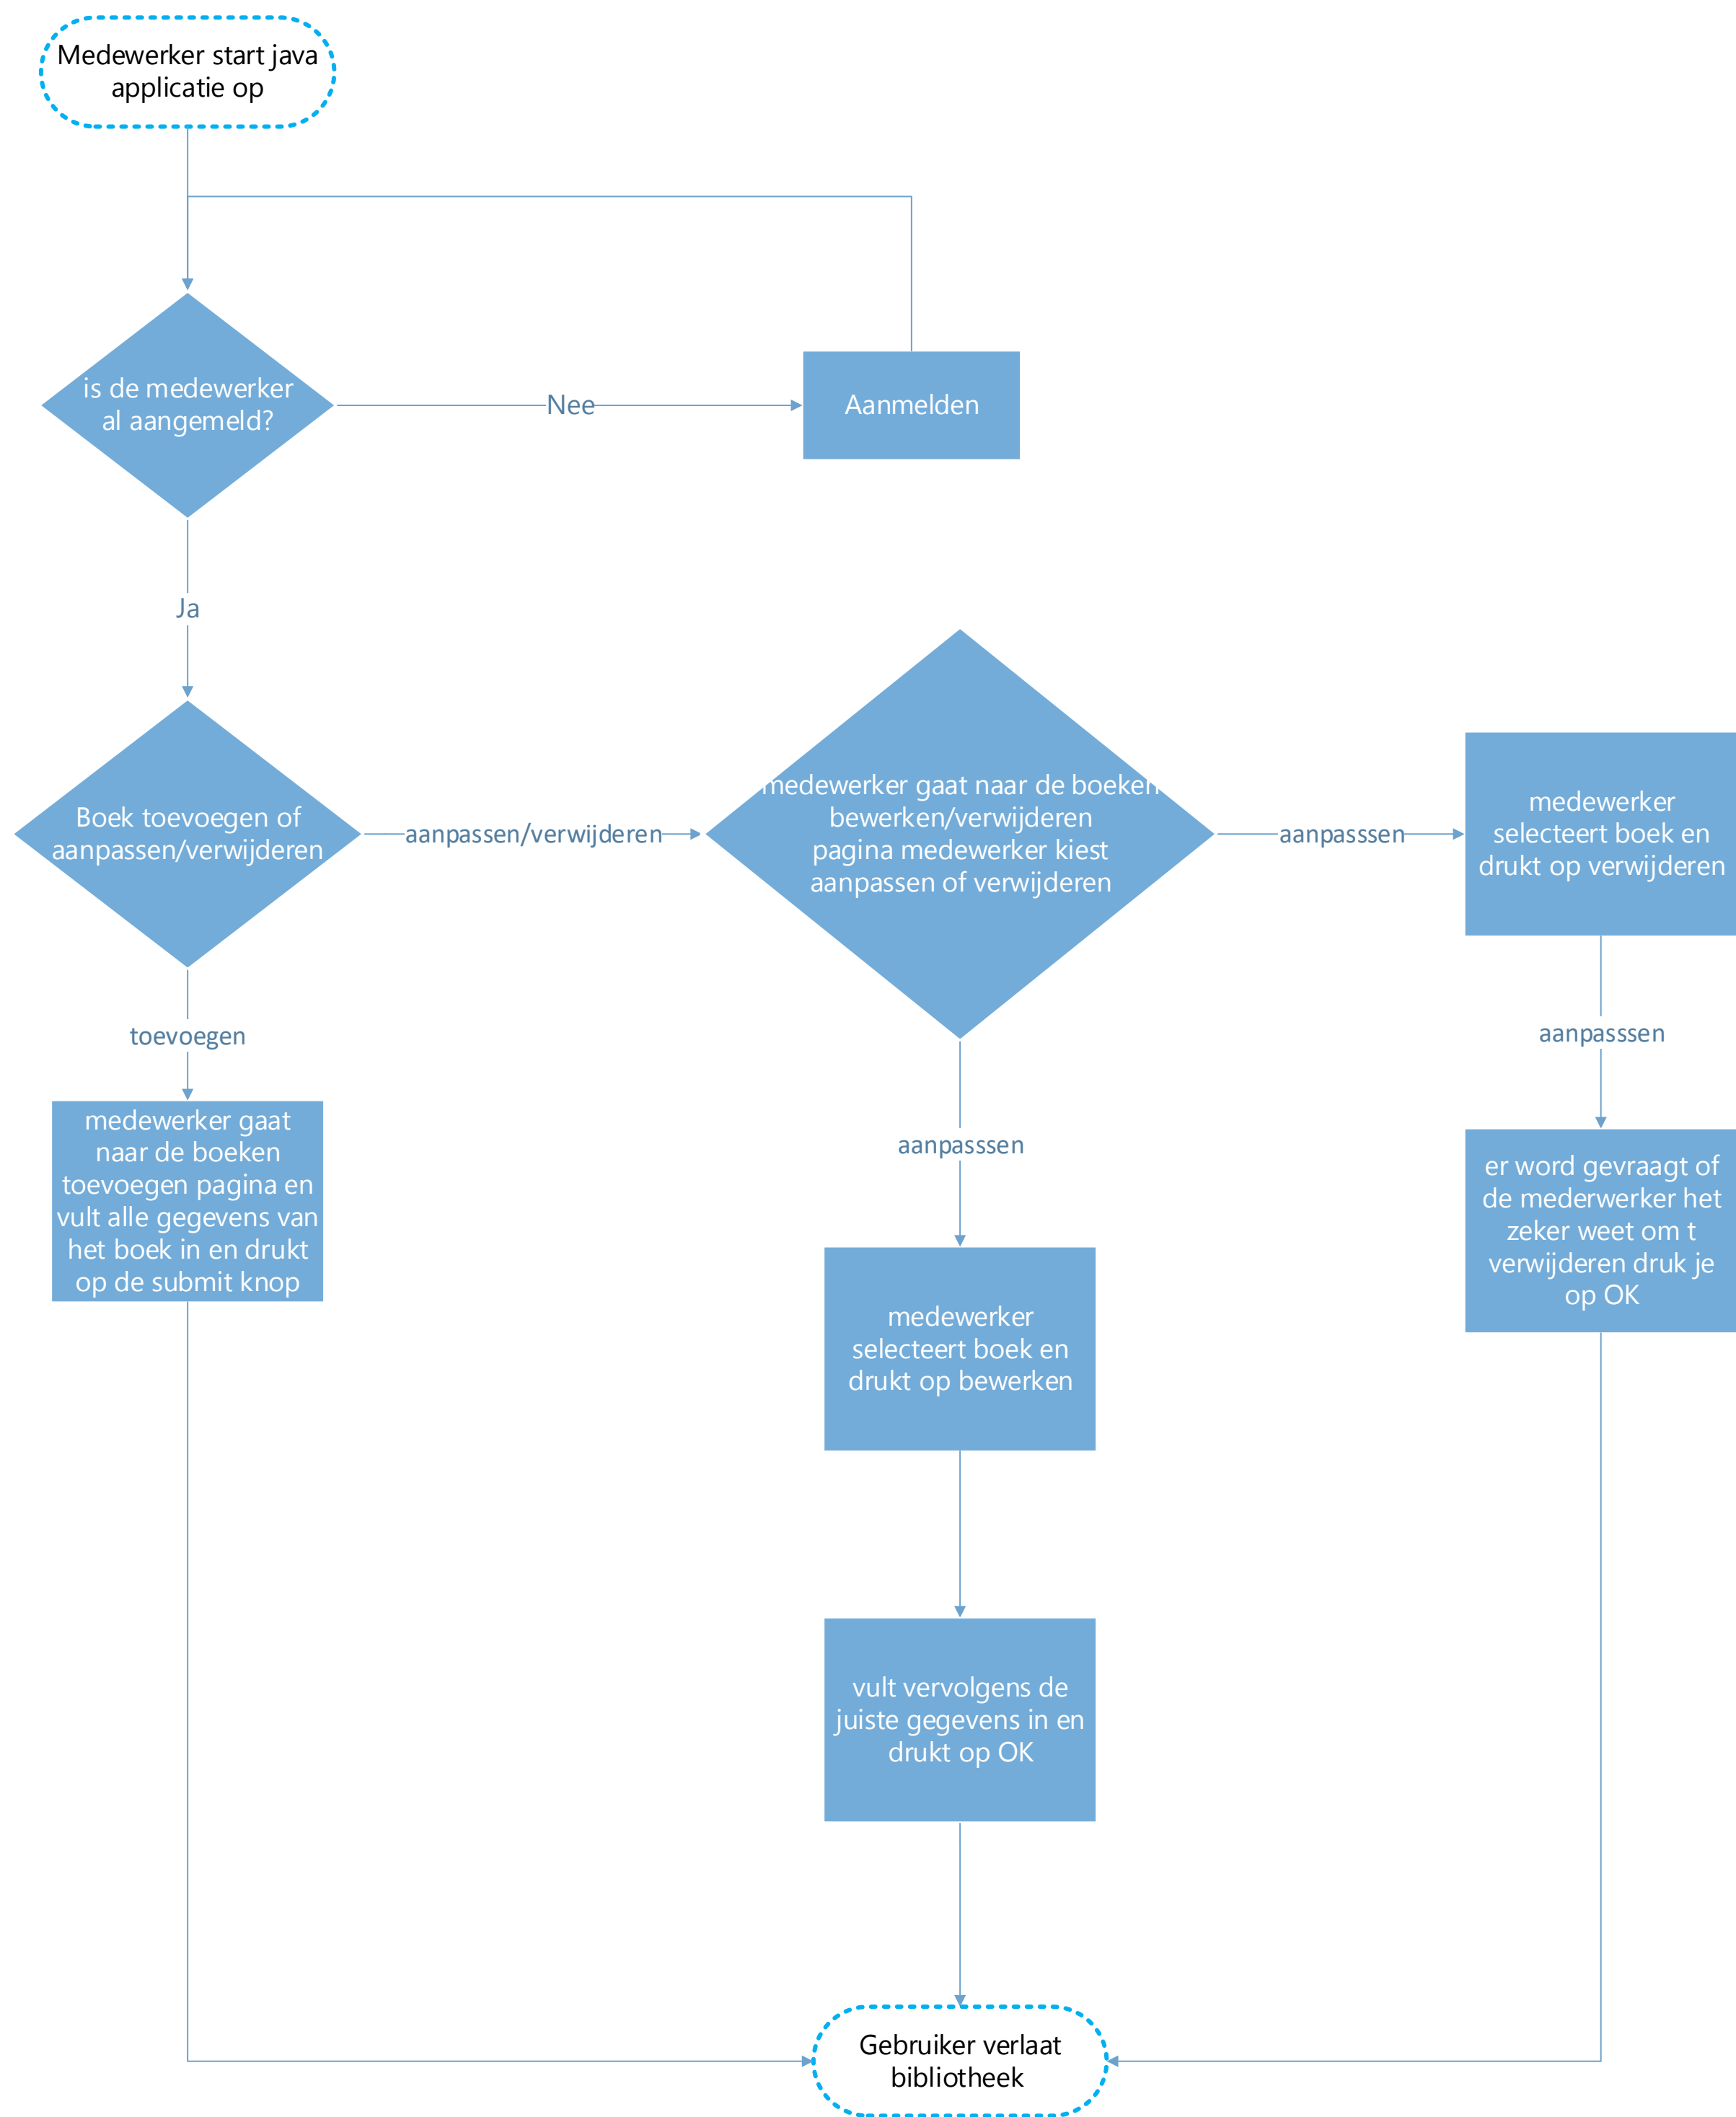 Medewerker start java
applicatie op
is de medewerker
al aangemeld?
Nee
Aanmelden
Ja
Boek toevoegen of
aanpassen/verwijderen
aanpassen/verwijderen
medewerker gaat naar de boeken
bewerken/verwijderen
pagina medewerker kiest
aanpassen of verwijderen
aanpasssen
medewerker
selecteert boek en
drukt op verwijderen
toevoegen
aanpasssen
aanpasssen
medewerker gaat
naar de boeken
toevoegen pagina en
vult alle gegevens van
het boek in en drukt
op de submit knop
er word gevraagt of
de mederwerker het
zeker weet om t
verwijderen druk je
op OK
medewerker
selecteert boek en
drukt op bewerken
vult vervolgens de
juiste gegevens in en
drukt op OK
Gebruiker verlaat
bibliotheek